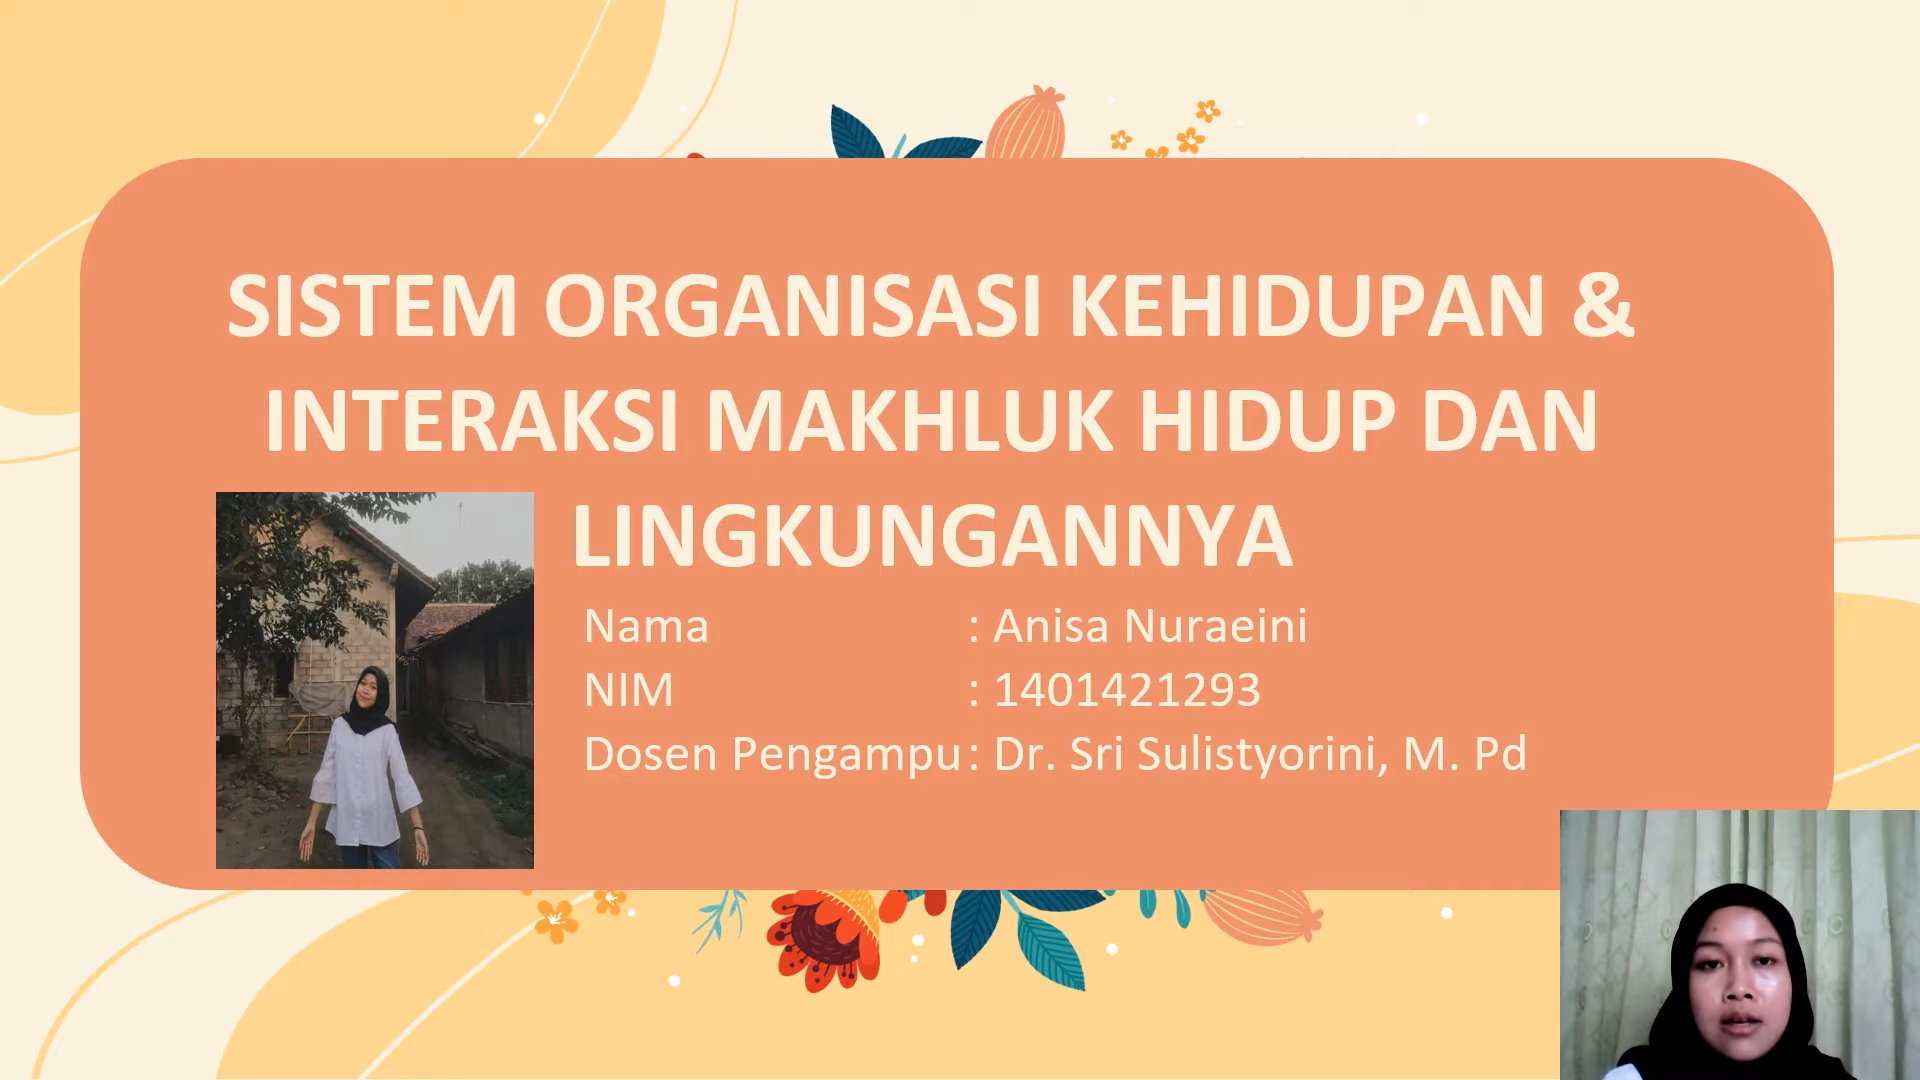 SISTEM ORGANISASI KEHIDUPAN &
INTERAKSI MAKHLUK HIDUP DAN
LINGKUNGANNYA
Nama : Anisa Nuraeini
NIM : 1401421293
Dosen Pengampu : Dr. Sri Sulistyorini, M. Pd